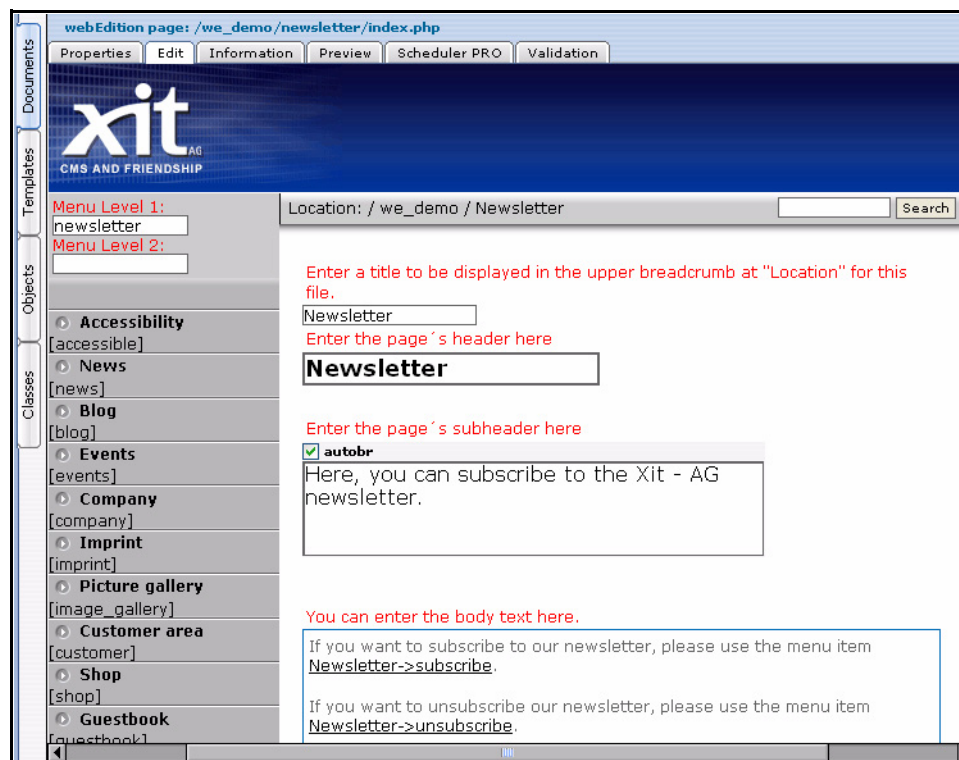 webEdition page: /we_demo/newsletter/index.php
Properties Edit Information Preview Scheduler PRO Validation
Documents
Templates
Objects
Classes
xit AG
CMS AND FRIENDSHIP
Menu Level 1:
newsletter
Menu Level 2:
Accessibility
[accessible]
News
[news]
Blog
[blog]
Events
[events]
Company
[company]
Imprint
[imprint]
Picture gallery
[image_gallery]
Customer area
[customer]
Shop
[shop]
Guestbook
[guestbook]
Location: / we_demo / Newsletter Search
Enter a title to be displayed in the upper breadcrumb at "Location" for this
file.
Newsletter
Enter the page´s header here
Newsletter
Enter the page´s subheader here
autobr
Here, you can subscribe to the Xit - AG
newsletter.
You can enter the body text here.
If you want to subscribe to our newsletter, please use the menu item
Newsletter->subscribe.
If you want to unsubscribe our newsletter, please use the menu item
Newsletter->unsubscribe.